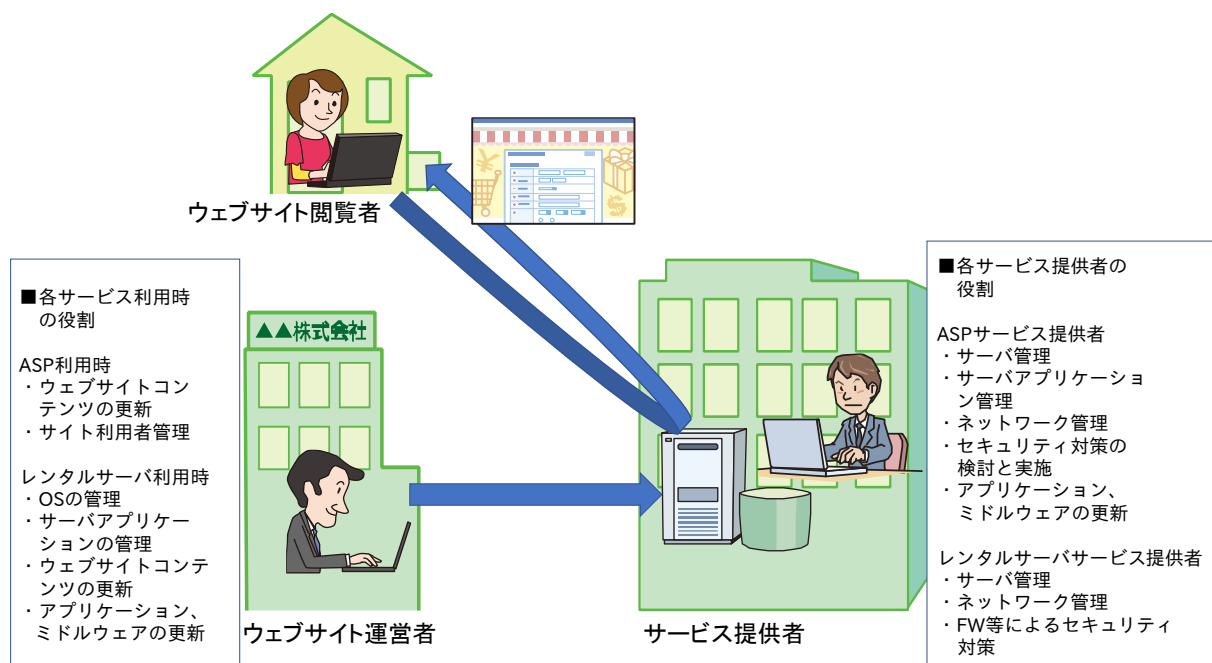 ウェブサイト閲覧者
■各サービス利用時
の役割
ASP利用時
・ウェブサイトコン
テンツの更新
・サイト利用者管理
レンタルサーバ利用時
・OSの管理
・サーバアプリケー
ションの管理
・ウェブサイトコンテ
ンツの更新
・アプリケーション、
ミドルウェアの更新
▲▲株式会社
ウェブサイト運営者
サービス提供者
■各サービス提供者の
役割
ASPサービス提供者
・サーバ管理
・サーバアプリケーショ
ン管理
・ネットワーク管理
・セキュリティ対策の
検討と実施
・アプリケーション、
ミドルウェアの更新
レンタルサーバサービス提供者
・サーバ管理
・ネットワーク管理
・FW等によるセキュリティ
対策